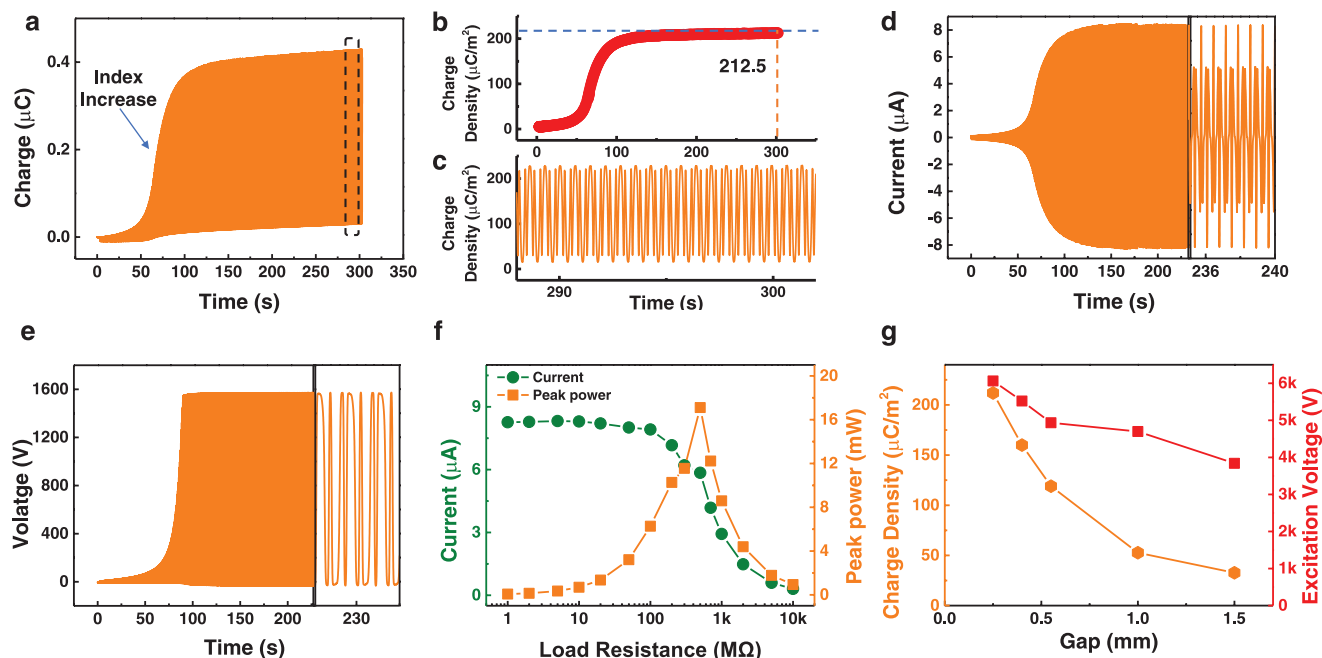 a
Charge (μC)
0.4
0.2
0.0
Index
Increase
0 50 100 150 200 250 300 350
Time (s)
b
Charge
Density (μC/m²)
200
100
0
212.5
0 100 200 300
c
Charge
Density (μC/m²)
200
100
0
290 300
Time (s)
d
Current (μA)
8
6
4
2
0
-2
-4
-6
-8
0 50 100 150 200 236 240
Time (s)
e
Volatge (V)
1600
1200
800
400
0
0 50 100 150 200 230
Time (s)
f
Current (μA)
9
6
3
0
Current
Peak power
20
16
12
8
4
0
Peak power (mW)
1 10 100 1k 10k
Load Resistance (MΩ)
g
Charge Density (μC/m²)
200
150
100
50
0
6k
5k
4k
3k
2k
1k
0
Excitation Voltage (V)
0.0 0.5 1.0 1.5
Gap (mm)